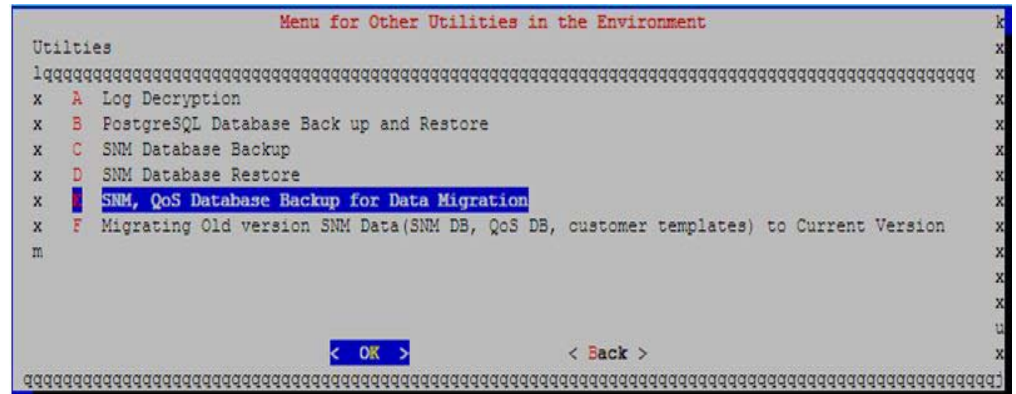 Menu for Other Utilities in the Environment k
Utilties x
lqqqqqqqqqqqqqqqqqqqqqqqqqqqqqqqqqqqqqqqqqqqqqqqqqqqqqqqqqqqqqqqqqqqqqqqqqqqqqqqqqqqqqqqqqqqqqqqqqqqqqqqqqq x
x A Log Decryption x
x B PostgreSQL Database Back up and Restore x
x C SNM Database Backup x
x D SNM Database Restore x
x E SNM, QoS Database Backup for Data Migration x
x F Migrating Old version SNM Data(SNM DB, QoS DB, customer templates) to Current Version x
m x
x
x
u
< OK > < Back > x
qqqqqqqqqqqqqqqqqqqqqqqqqqqqqqqqqqqqqqqqqqqqqqqqqqqqqqqqqqqqqqqqqqqqqqqqqqqqqqqqqqqqqqqqqqqqqqqqqqqqqqqqqqqqj